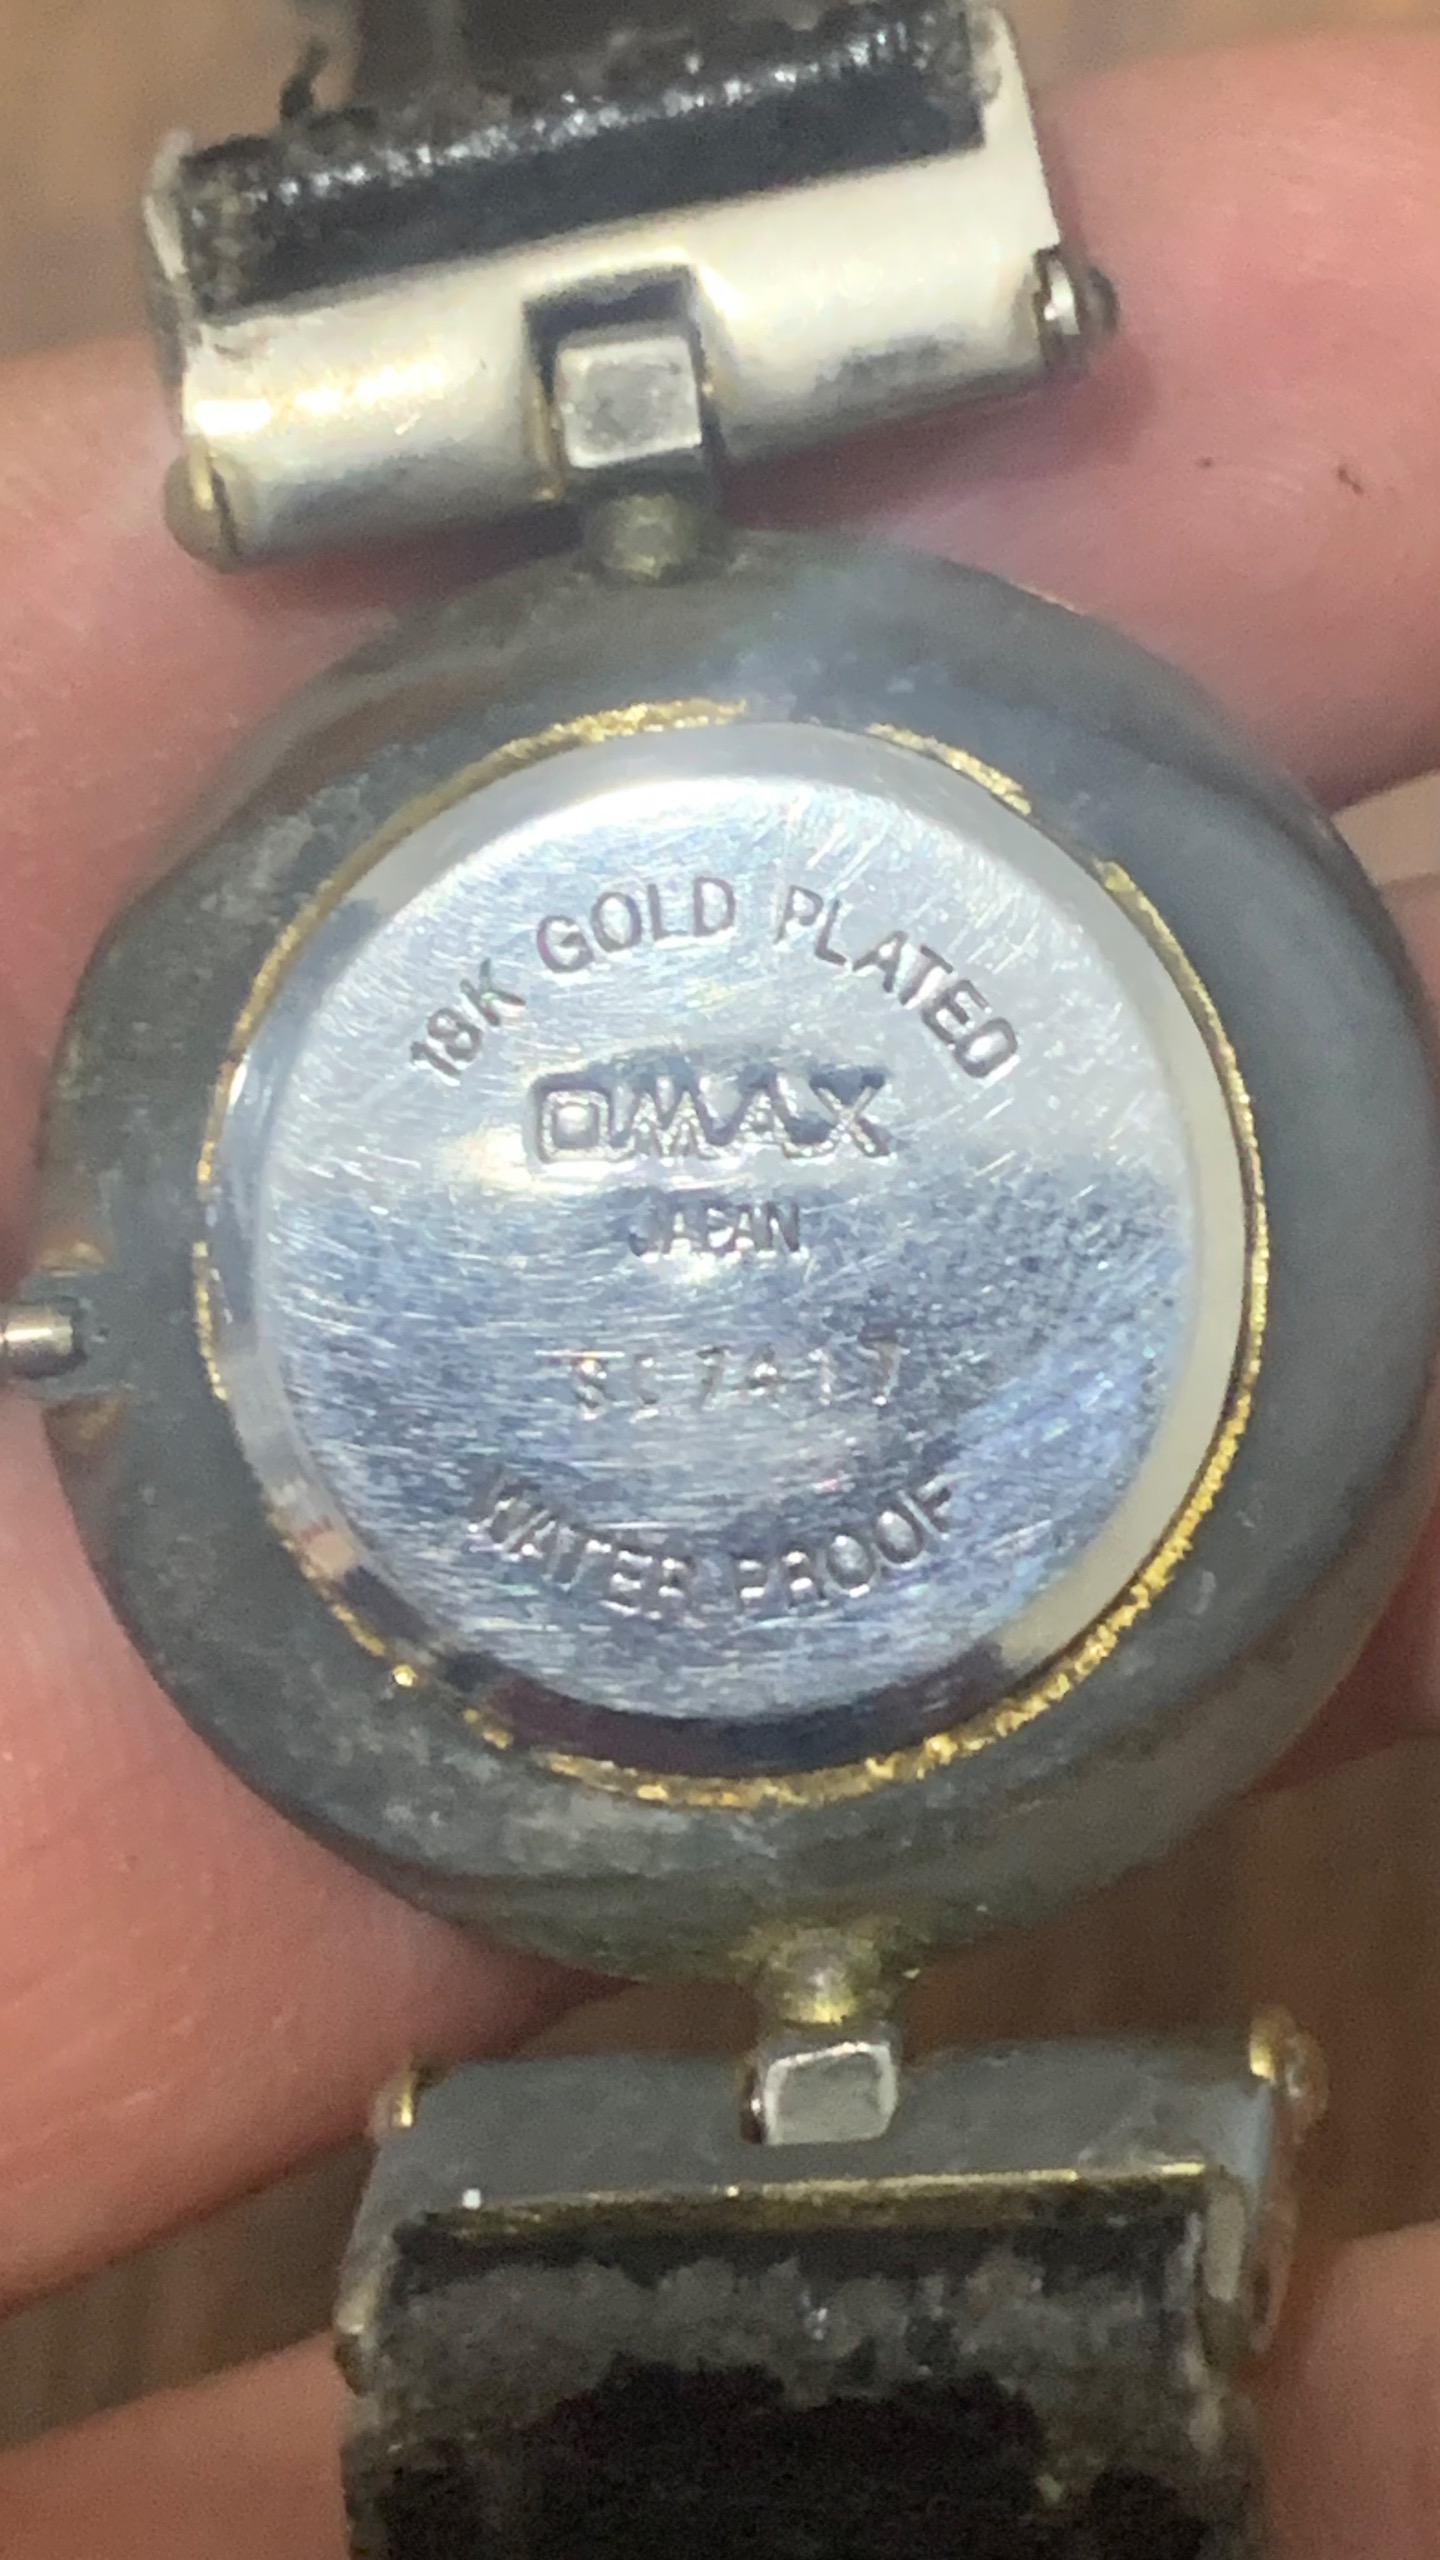 18K GOLD PLATED
OMAX
JAPAN
WATER PROOF